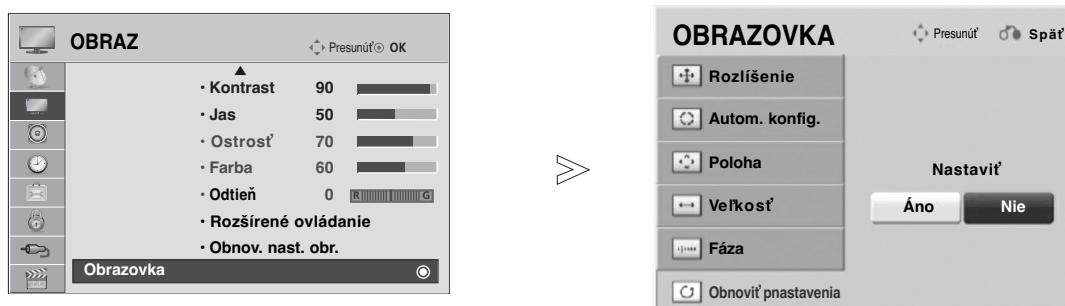 OBRAZ
Presunúť OK
· Kontrast 90
· Jas 50
· Ostrosť 70
· Farba 60
· Odtieň 0 R G
· Rozšírené ovládanie
· Obnov. nast. obr.
Obrazovka
OBRAZOVKA
Presunúť Späť
Rozlíšenie
Autom. konfig.
Poloha
Veľkosť
Fáza
Obnoviť pnastavenia
Nastaviť
Áno Nie